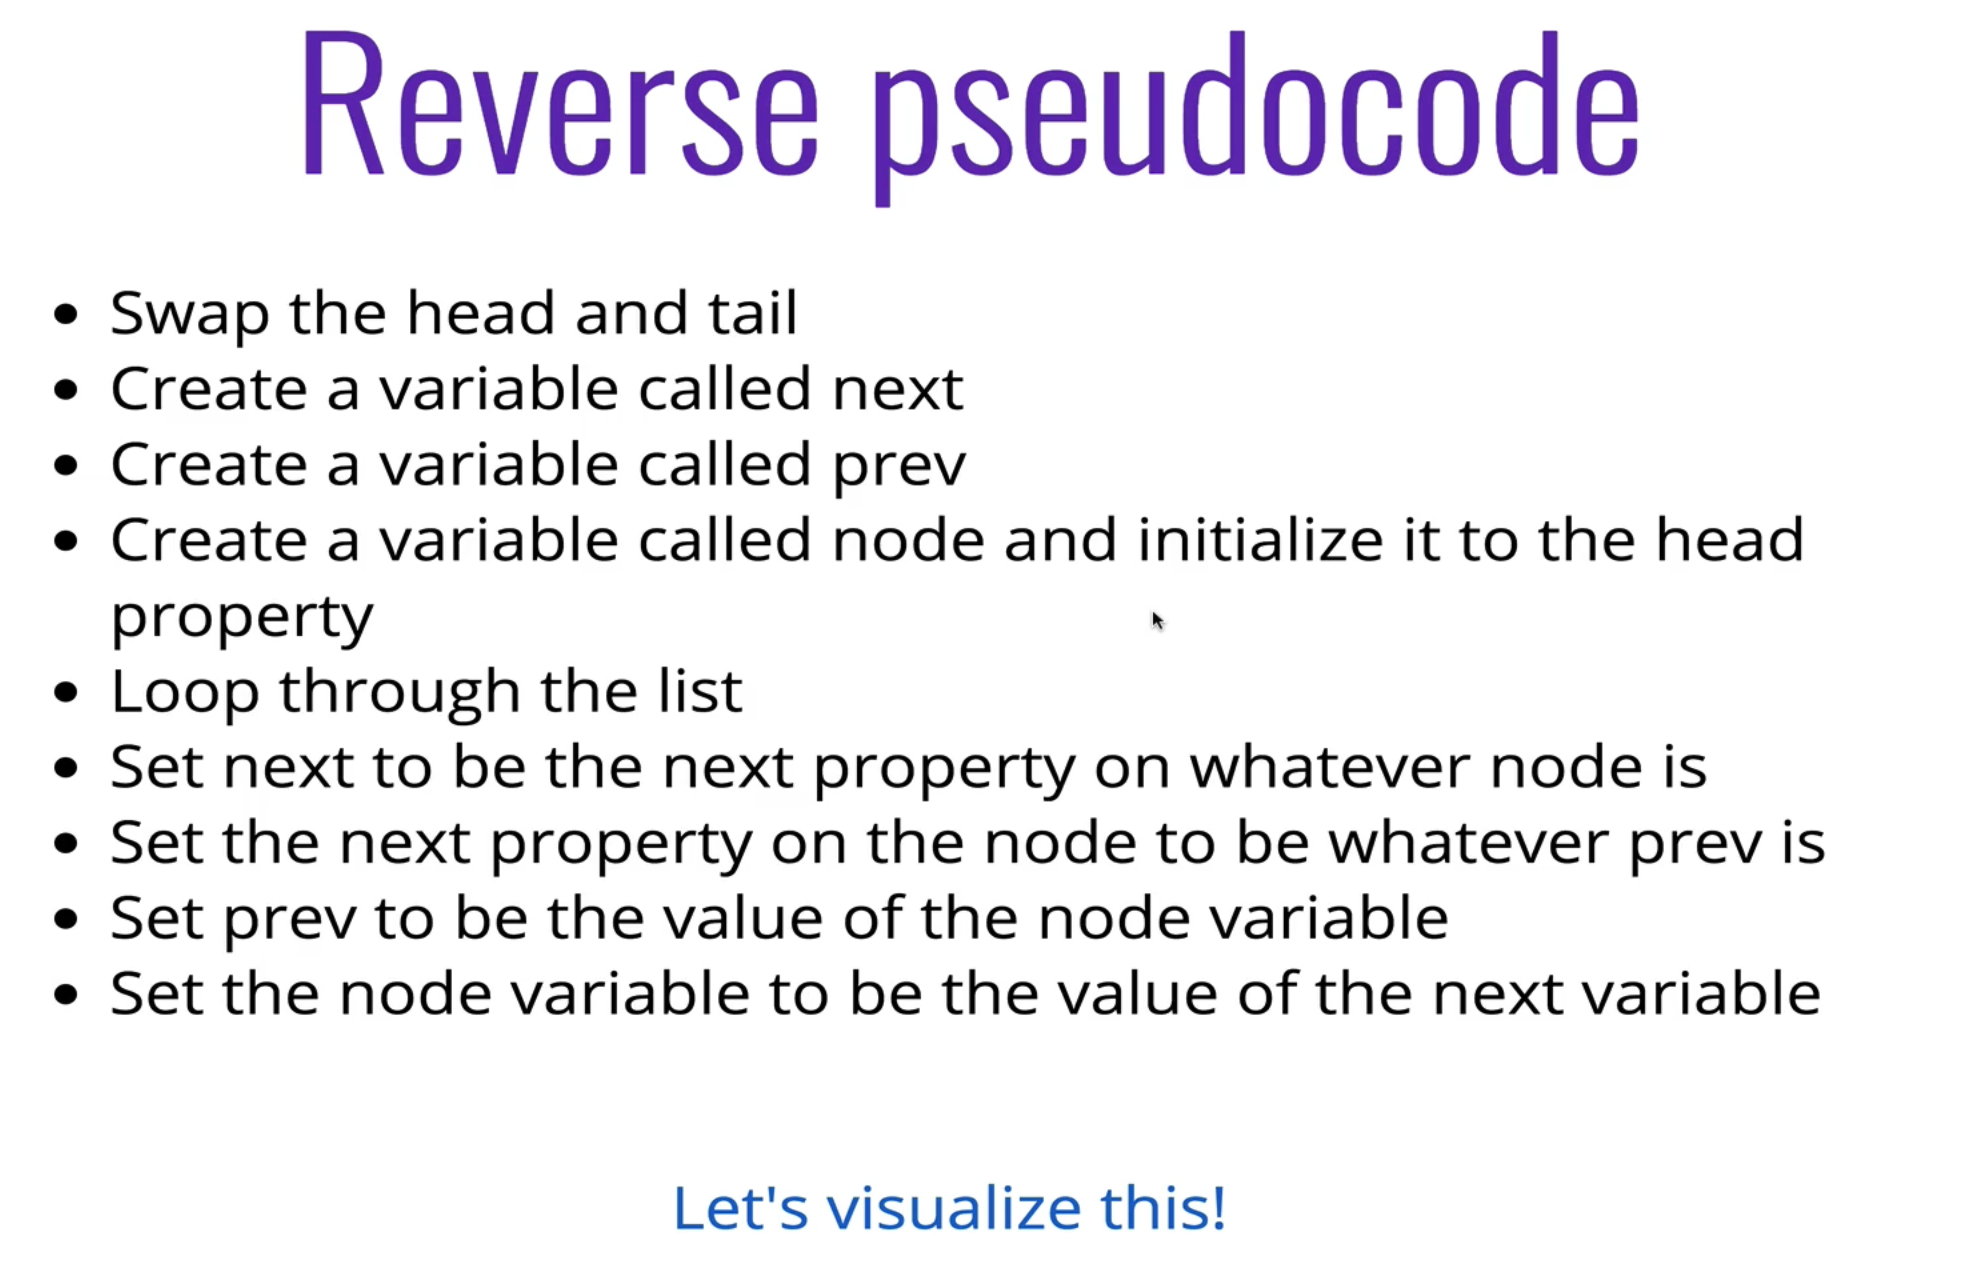 Reverse pseudocode
• Swap the head and tail
• Create a variable called next
• Create a variable called prev
• Create a variable called node and initialize it to the head
property
• Loop through the list
• Set next to be the next property on whatever node is
• Set the next property on the node to be whatever prev is
• Set prev to be the value of the node variable
• Set the node variable to be the value of the next variable
Let's visualize this!